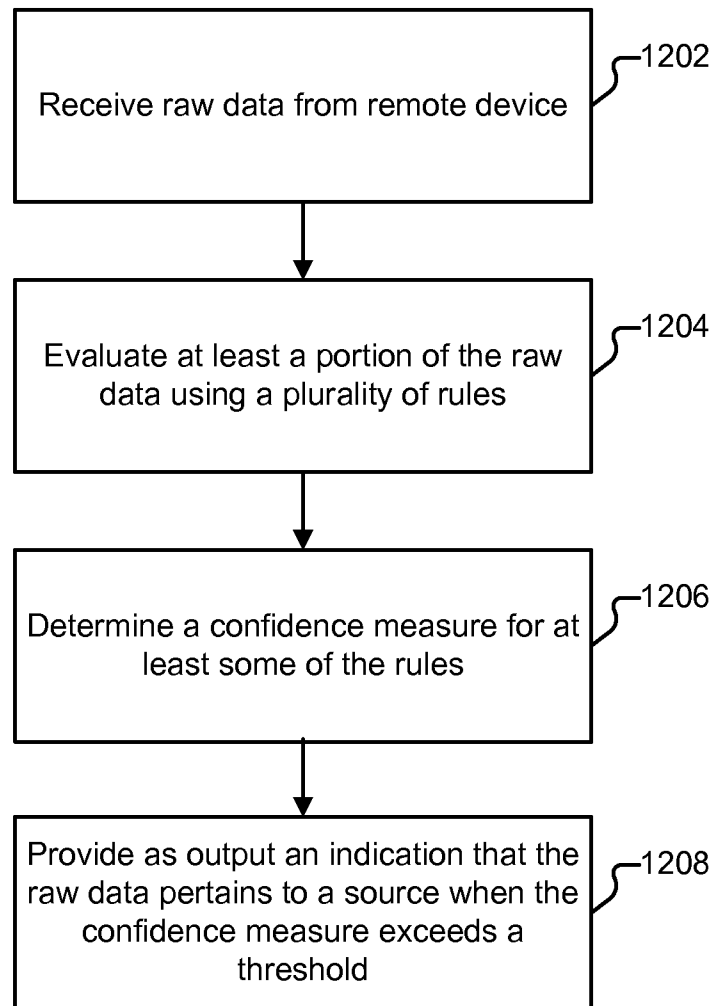 Receive raw data from remote device
1202
Evaluate at least a portion of the raw
data using a plurality of rules
1204
Determine a confidence measure for at
least some of the rules
1206
Provide as output an indication that the
raw data pertains to a source when the
confidence measure exceeds a
threshold
1208